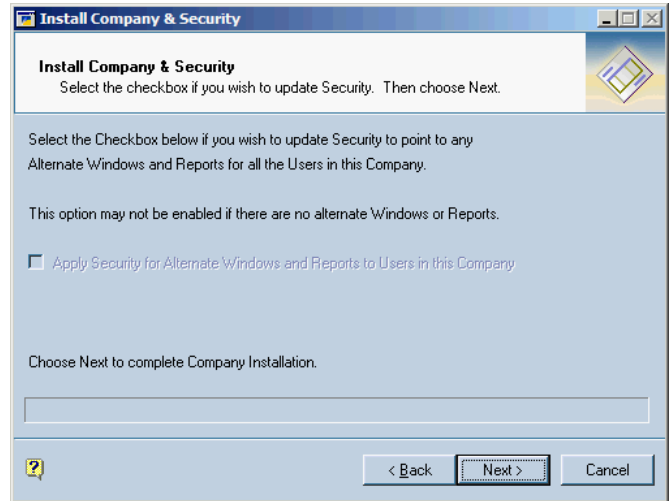 Install Company & Security
Install Company & Security
Select the checkbox if you wish to update Security. Then choose Next.
Select the Checkbox below if you wish to update Security to point to any
Alternate Windows and Reports for all the Users in this Company.
This option may not be enabled if there are no alternate Windows or Reports.
Apply Security for Alternate Windows and Reports to Users in this Company
Choose Next to complete Company Installation.
?
< Back Next > Cancel